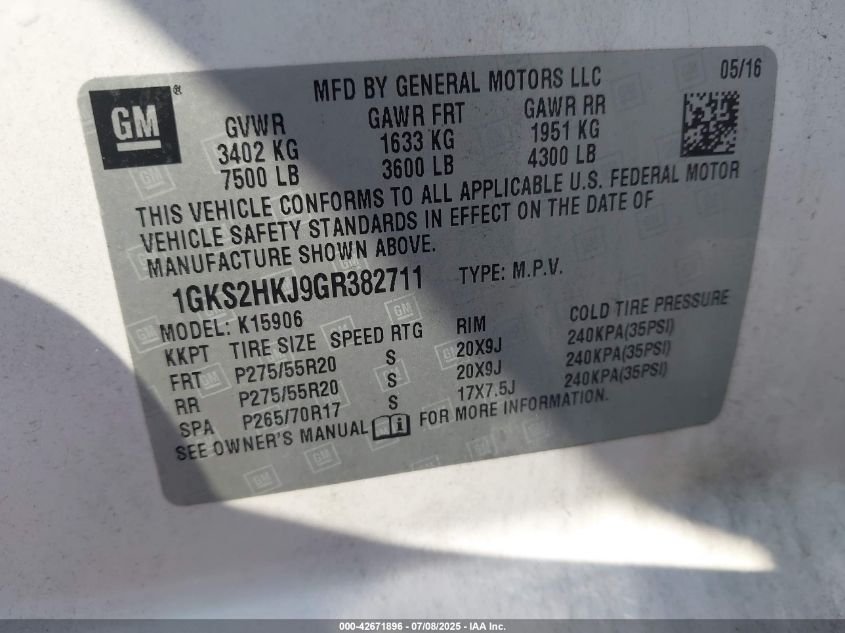 MFD BY GENERAL MOTORS LLC 05/16
GM®
GVWR GAWR FRT GAWR RR
3402 KG 1633 KG 1951 KG
7500 LB 3600 LB 4300 LB
THIS VEHICLE CONFORMS TO ALL APPLICABLE U.S. FEDERAL MOTOR
VEHICLE SAFETY STANDARDS IN EFFECT ON THE DATE OF
MANUFACTURE SHOWN ABOVE.
1GKS2HKJ9GR382711 TYPE: M.P.V.
MODEL: K15906
KKPT TIRE SIZE SPEED RTG RIM COLD TIRE PRESSURE
FRT P275/55R20 S 20X9J 240KPA(35PSI)
RR P275/55R20 S 20X9J 240KPA(35PSI)
SPA P265/70R17 S 17X7.5J 240KPA(35PSI)
SEE OWNER'S MANUAL i FOR MORE INFORMATION.
000-42671896 - 07/08/2025 - IAA Inc.